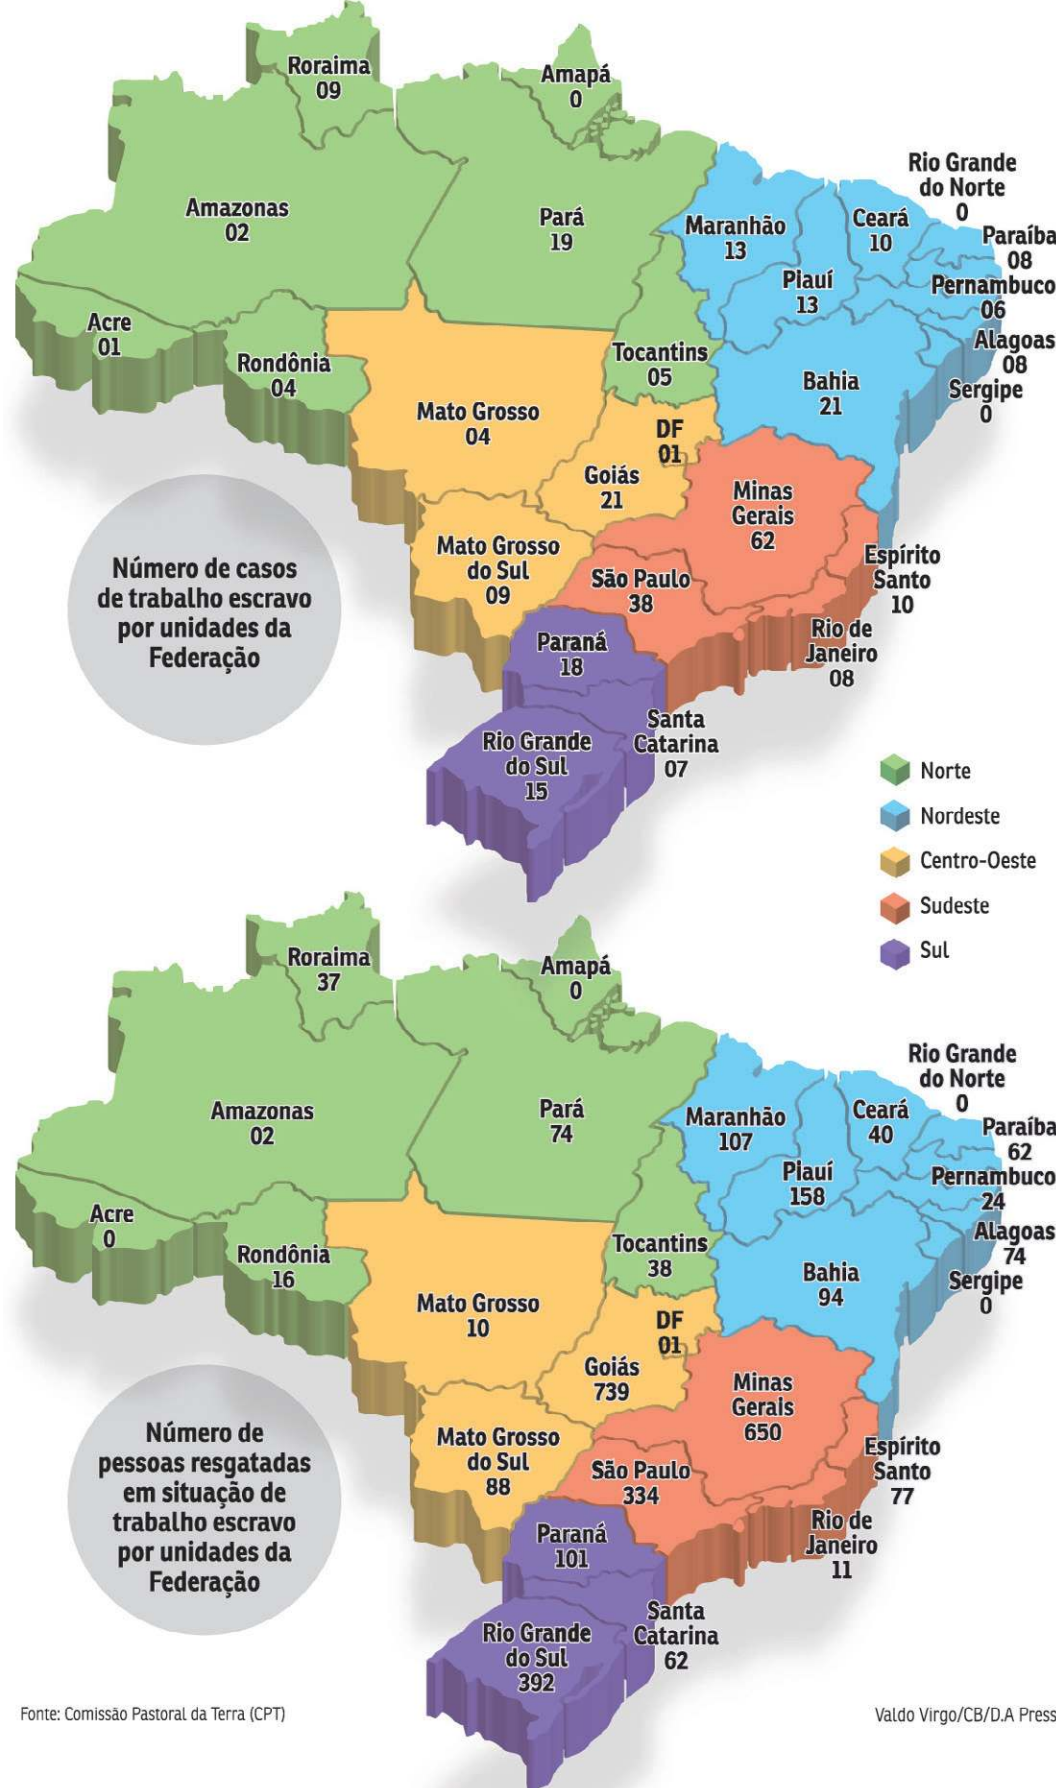 Roraima
09
Amapá
0
Amazonas
02
Pará
19
Maranhão
13
Ceará
10
Rio Grande
do Norte
0
Paraíba
08
Piauí
13
Pernambuco
06
Acre
01
Rondônia
04
Tocantins
05
Alagoas
08
Bahia
21
Sergipe
0
Mato Grosso
04
DF
01
Goiás
21
Minas
Gerais
62
Mato Grosso
do Sul
09
São Paulo
38
Espírito
Santo
10
Número de casos
de trabalho escravo
por unidades da
Federação
Paraná
18
Rio de
Janeiro
08
Santa
Catarina
07
Rio Grande
do Sul
15
Norte
Nordeste
Centro-Oeste
Sudeste
Sul
Roraima
37
Amapá
0
Amazonas
02
Pará
74
Maranhão
107
Ceará
40
Rio Grande
do Norte
0
Paraíba
62
Piauí
158
Pernambuco
24
Acre
0
Rondônia
16
Tocantins
38
Alagoas
74
Bahia
94
Sergipe
0
Mato Grosso
10
DF
01
Goiás
739
Minas
Gerais
650
Mato Grosso
do Sul
88
São Paulo
334
Espírito
Santo
77
Número de
pessoas resgatadas
em situação de
trabalho escravo
por unidades da
Federação
Paraná
101
Rio de
Janeiro
11
Santa
Catarina
62
Rio Grande
do Sul
392
Fonte: Comissão Pastoral da Terra (CPT)
Valdo Virgo/CB/D.A Press